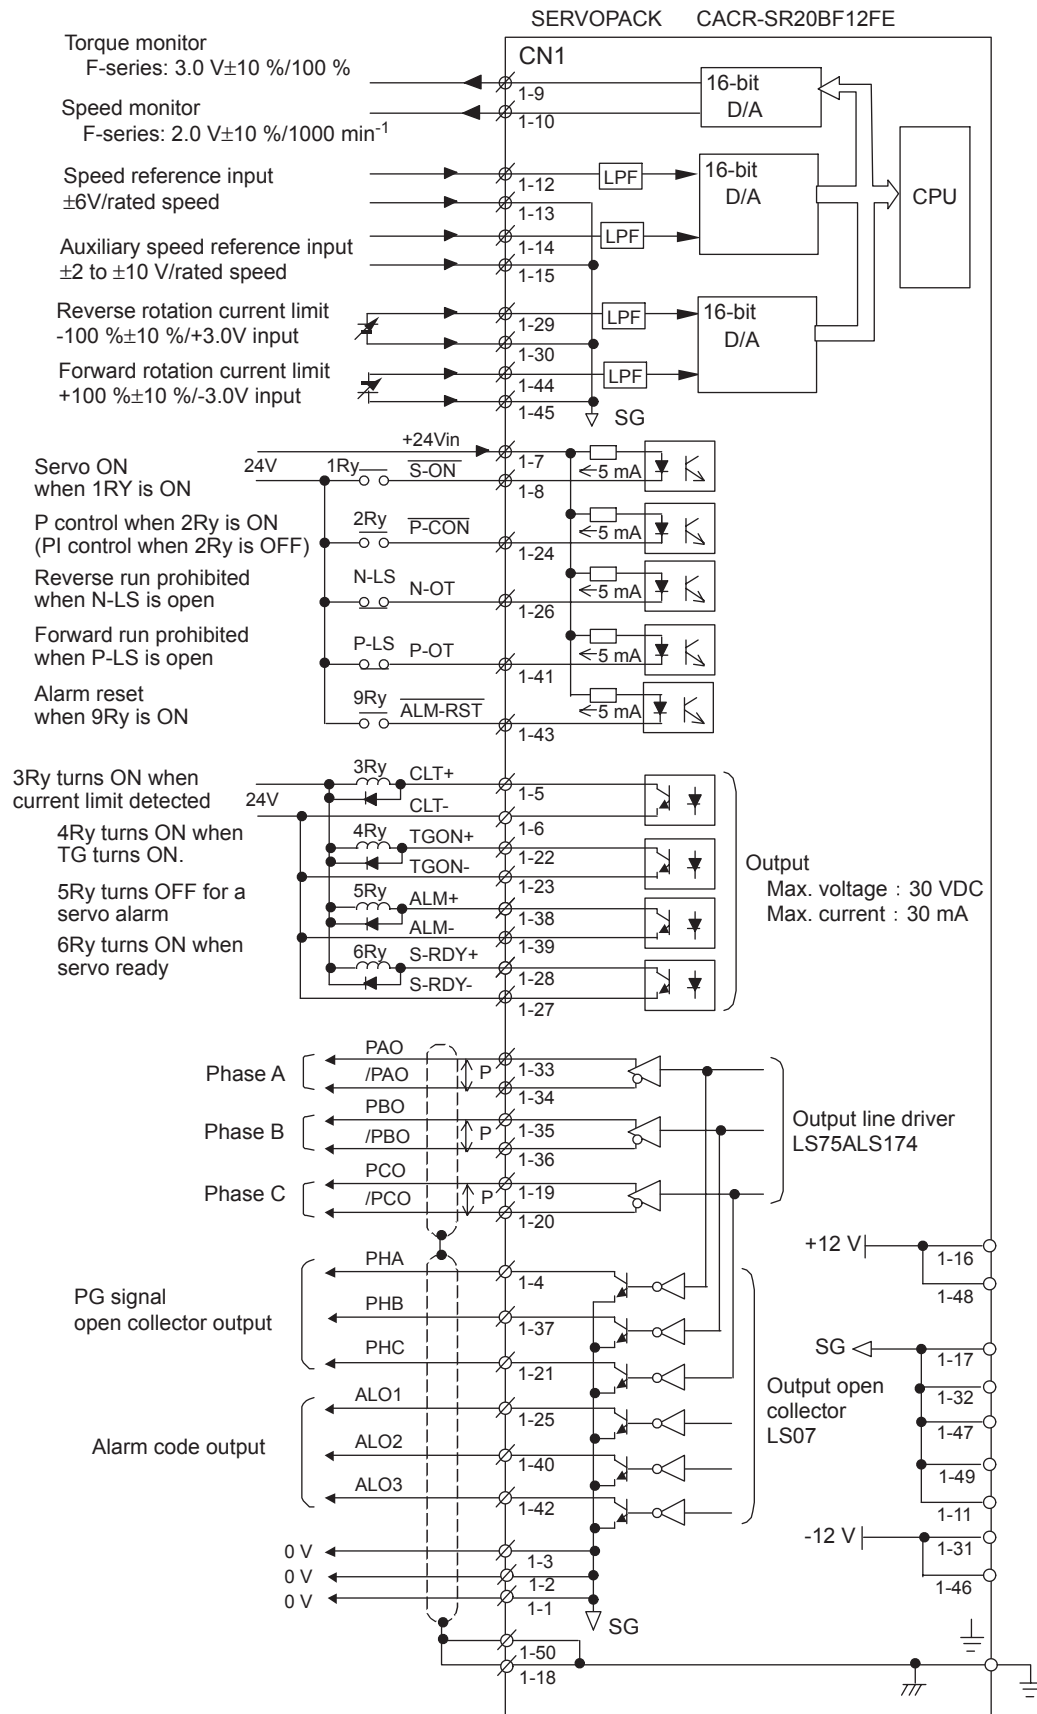 SERVOPACK CACR-SR20BF12FE
CN1
Torque monitor
F-series: 3.0 V±10 %/100 %
1-9
16-bit
D/A
Speed monitor
F-series: 2.0 V±10 %/1000 min-1
1-10
CPU
Speed reference input
±6V/rated speed
1-12
LPF
16-bit
D/A
1-13
Auxiliary speed reference input
±2 to ±10 V/rated speed
1-14
LPF
1-15
Reverse rotation current limit
-100 %±10 %/+3.0V input
1-29
LPF
16-bit
D/A
1-30
Forward rotation current limit
+100 %±10 %/-3.0V input
1-44
LPF
1-45
SG
+24Vin
1-7
Servo ON
when 1RY is ON
24V
1Ry
S-ON
1-8
5 mA
P control when 2Ry is ON
(PI control when 2Ry is OFF)
2Ry
P-CON
1-24
5 mA
Reverse run prohibited
when N-LS is open
N-LS
N-OT
1-26
5 mA
Forward run prohibited
when P-LS is open
P-LS
P-OT
1-41
5 mA
Alarm reset
when 9Ry is ON
9Ry
ALM-RST
1-43
5 mA
3Ry turns ON when
current limit detected
24V
3Ry
CLT+
1-5
CLT-
1-6
4Ry turns ON when
TG turns ON.
4Ry
TGON+
1-22
TGON-
1-23
5Ry turns OFF for a
servo alarm
5Ry
ALM+
1-38
ALM-
1-39
6Ry turns ON when
servo ready
6Ry
S-RDY+
1-28
S-RDY-
1-27
Output
Max. voltage : 30 VDC
Max. current : 30 mA
Phase A
PAO
/PAO
P
1-33
1-34
Phase B
PBO
/PBO
P
1-35
1-36
Phase C
PCO
/PCO
P
1-19
1-20
Output line driver
LS75ALS174
PG signal
open collector output
PHA
1-4
PHB
1-37
PHC
1-21
Alarm code output
ALO1
1-25
ALO2
1-40
ALO3
1-42
Output open
collector
LS07
0 V
1-3
0 V
1-2
0 V
1-1
SG
1-50
1-18
+12 V
1-16
1-48
SG
1-17
1-32
1-47
1-49
1-11
-12 V
1-31
1-46